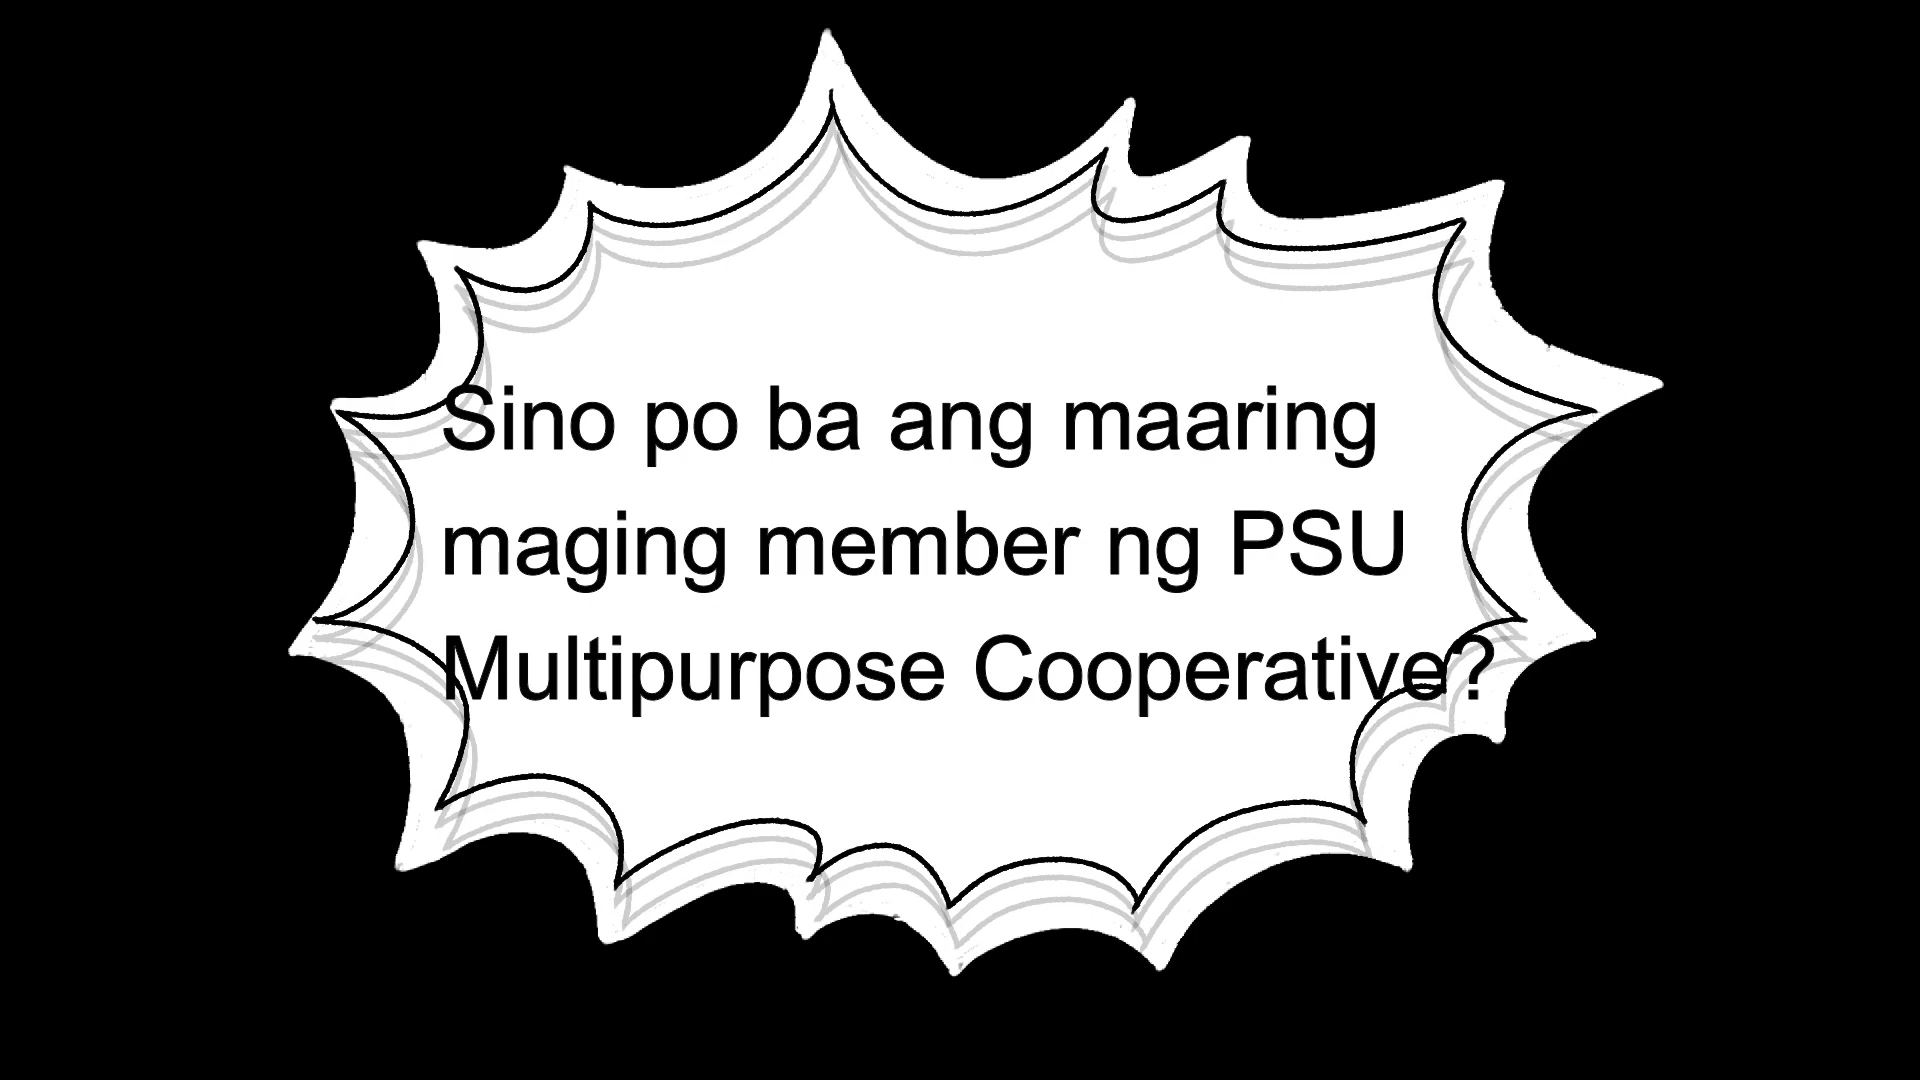 Sino po ba ang maaring
maging member ng PSU
Multipurpose Cooperative?